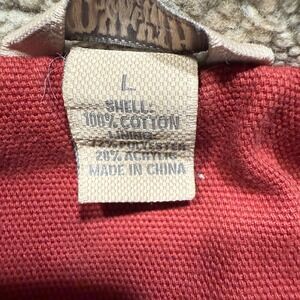 L
SHELL:
100% COTTON
LINING:
POLYESTER
20% ACRYLIC
MADE IN CHINA